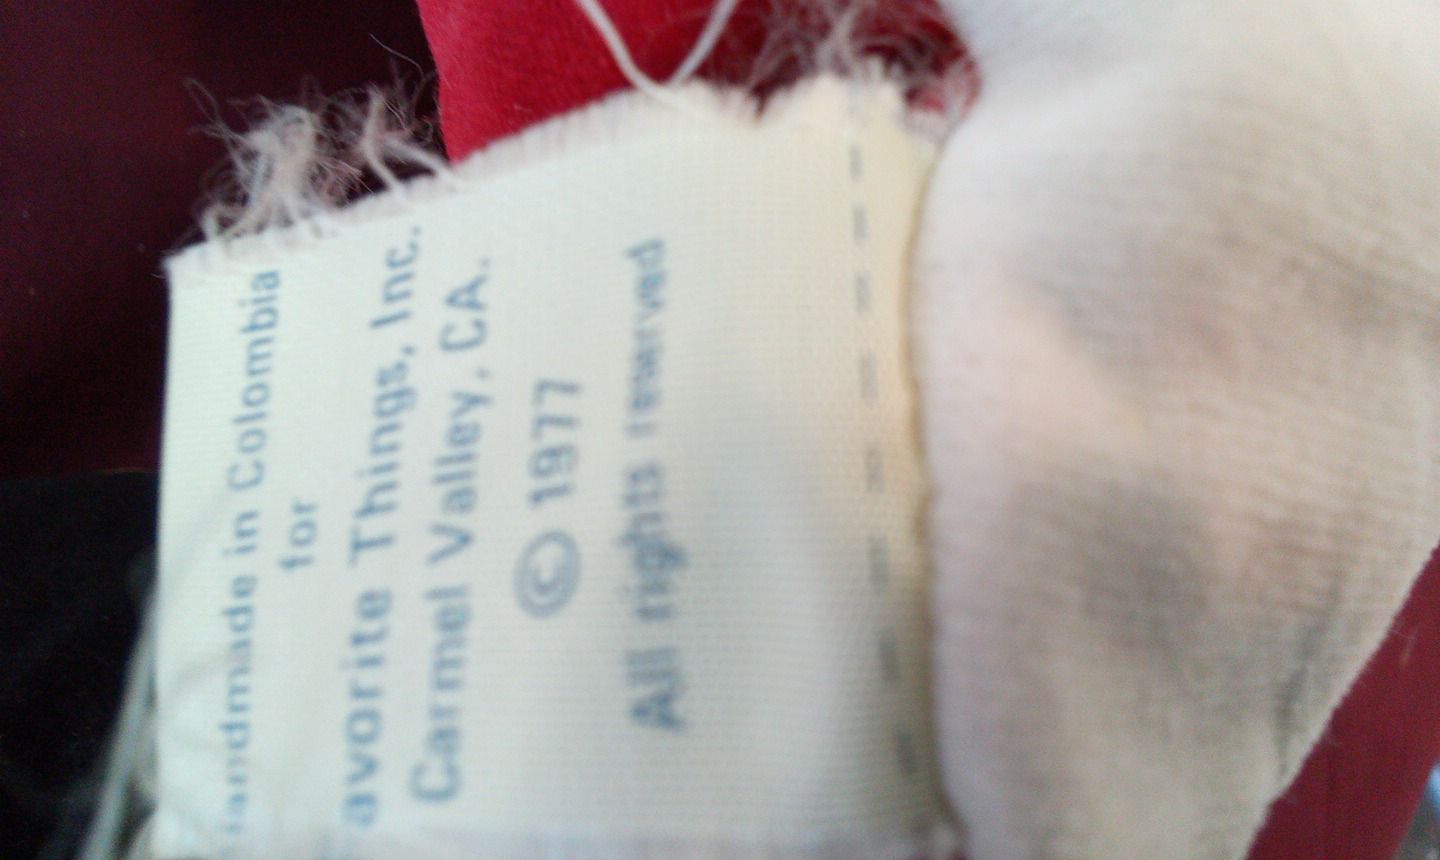 andmade in Colombia
for
avorite Things, Inc.
Carmel Valley, CA.
© 1977
All rights reserved